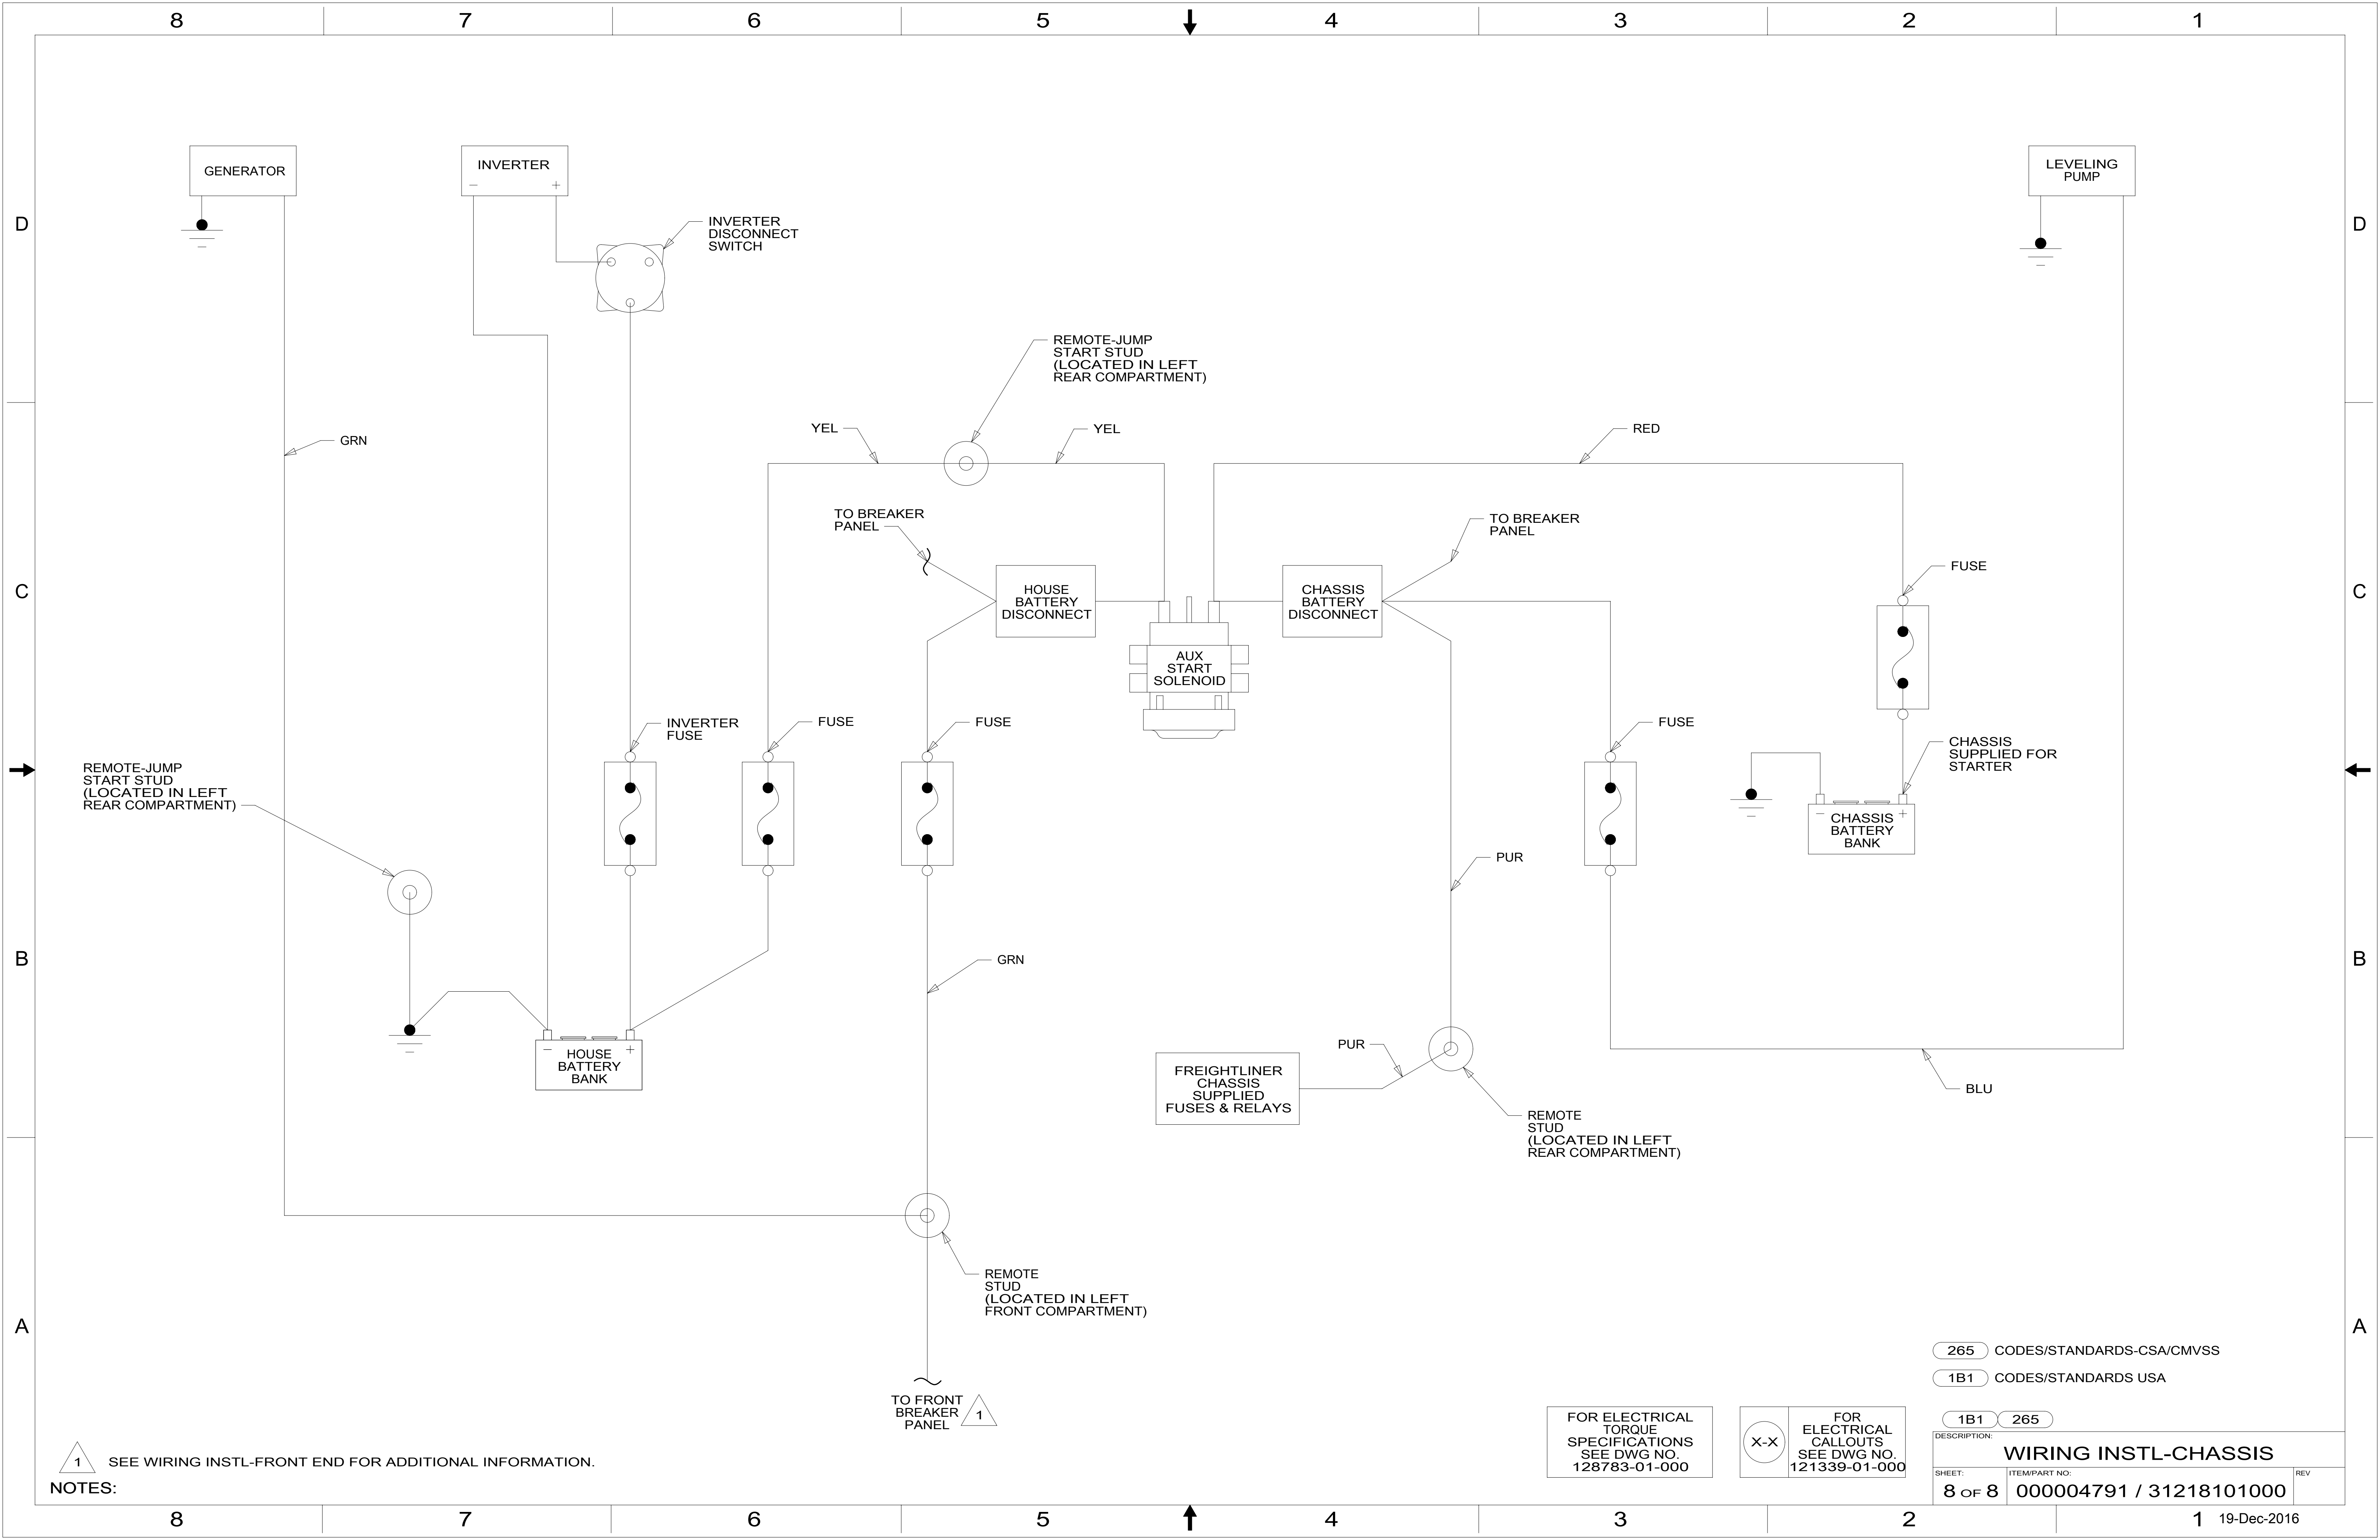 8 7 6 5 4 3 2 1
D
D
C
C
B
B
A
A
GENERATOR
INVERTER
− +
LEVELING
PUMP
INVERTER
DISCONNECT
SWITCH
REMOTE-JUMP
START STUD
(LOCATED IN LEFT
REAR COMPARTMENT)
GRN
YEL
YEL
RED
TO BREAKER
PANEL
TO BREAKER
PANEL
HOUSE
BATTERY
DISCONNECT
CHASSIS
BATTERY
DISCONNECT
FUSE
AUX
START
SOLENOID
INVERTER
FUSE
FUSE
FUSE
FUSE
CHASSIS
SUPPLIED FOR
STARTER
REMOTE-JUMP
START STUD
(LOCATED IN LEFT
REAR COMPARTMENT)
− +
CHASSIS
BATTERY
BANK
PUR
GRN
− +
HOUSE
BATTERY
BANK
PUR
FREIGHTLINER
CHASSIS
SUPPLIED
FUSES & RELAYS
BLU
REMOTE
STUD
(LOCATED IN LEFT
REAR COMPARTMENT)
REMOTE
STUD
(LOCATED IN LEFT
FRONT COMPARTMENT)
TO FRONT
BREAKER
PANEL
1
265 CODES/STANDARDS-CSA/CMVSS
1B1 CODES/STANDARDS USA
1B1 265
FOR ELECTRICAL
TORQUE
SPECIFICATIONS
SEE DWG NO.
128783-01-000
X-X
FOR
ELECTRICAL
CALLOUTS
SEE DWG NO.
121339-01-000
DESCRIPTION:
WIRING INSTL-CHASSIS
SHEET:
8 OF 8
ITEM/PART NO:
000004791 / 31218101000
REV
1 SEE WIRING INSTL-FRONT END FOR ADDITIONAL INFORMATION.
NOTES:
8 7 6 5 4 3 2 1
19-Dec-2016